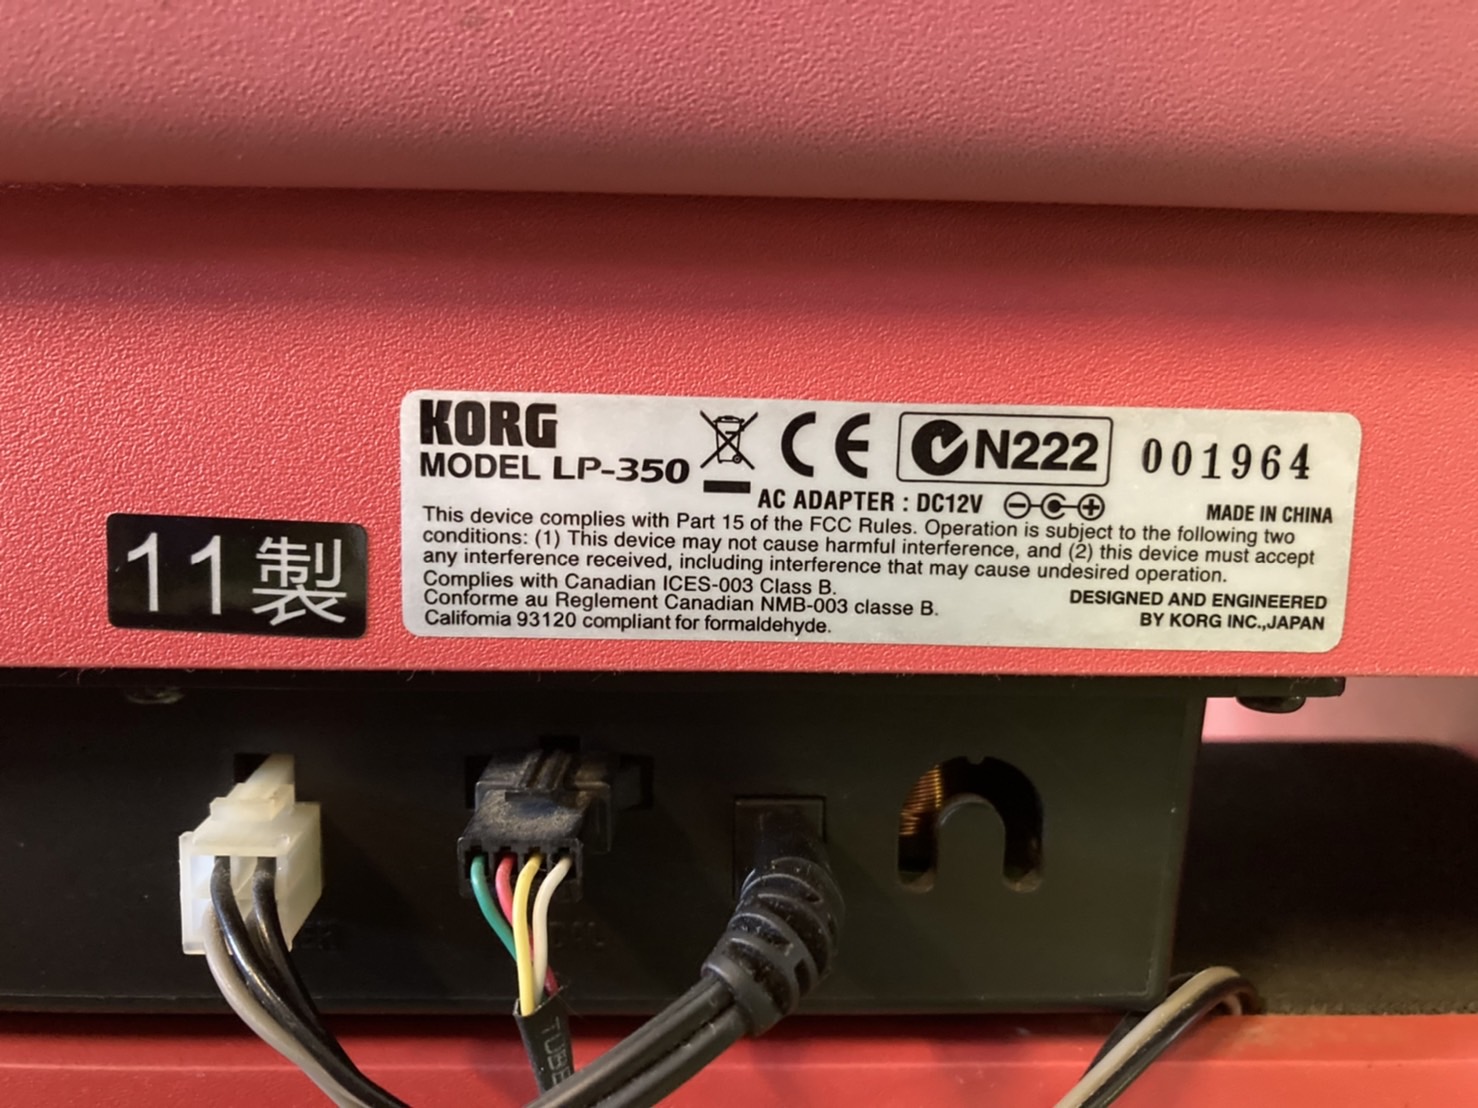 KORG
MODEL LP-350
CE
N222
001964
AC ADAPTER : DC12V
MADE IN CHINA
This device complies with Part 15 of the FCC Rules. Operation is subject to the following two
conditions: (1) This device may not cause harmful interference, and (2) this device must accept
any interference received, including interference that may cause undesired operation.
Complies with Canadian ICES-003 Class B.
Conforme au Reglement Canadian NMB-003 classe B.
California 93120 compliant for formaldehyde.
DESIGNED AND ENGINEERED
BY KORG INC.,JAPAN
11製